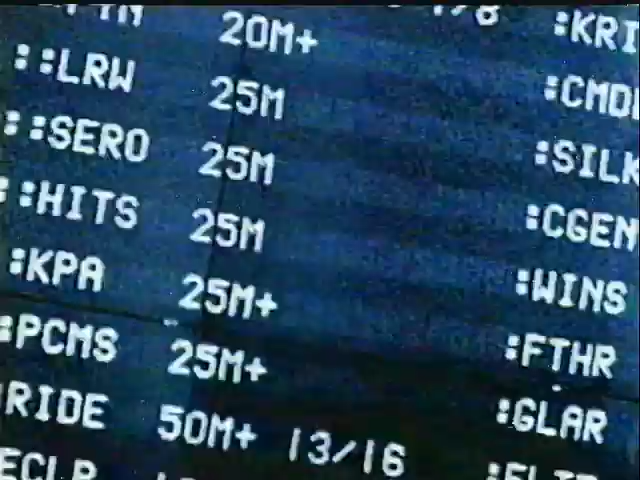 20M+ :KRI
::LRW 25M :CMD
::SERO 25M :SILK
::HITS 25M :CGEN
:KPA 25M+ :WINS
:PCMS 25M+ :FTHR
RIDE 50M+ 13/16 :GLAR